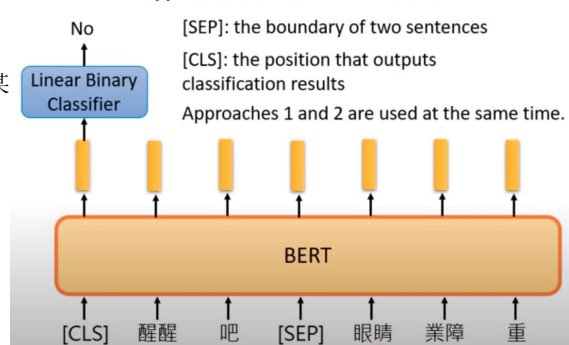 No
[SEP]: the boundary of two sentences
[CLS]: the position that outputs
classification results
Approaches 1 and 2 are used at the same time.
Linear Binary
Classifier
BERT
[CLS] 醒醒 吧 [SEP] 眼睛 業障 重